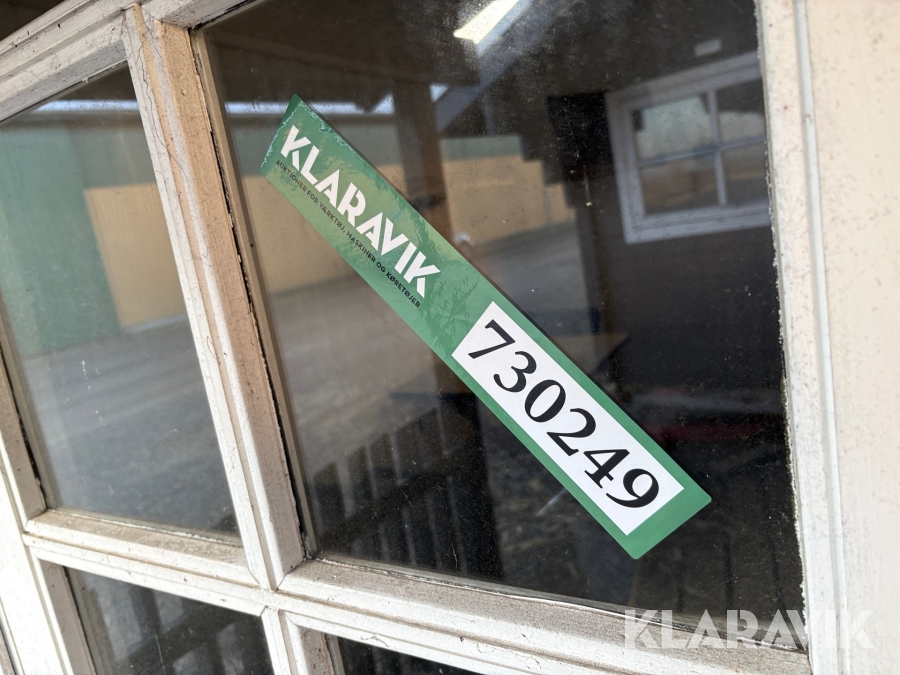 KLARAVIK
AUKTIONER FOR VÆRKTØJ, MASKINER OG KØRETØJER
730249
KLARAVIK